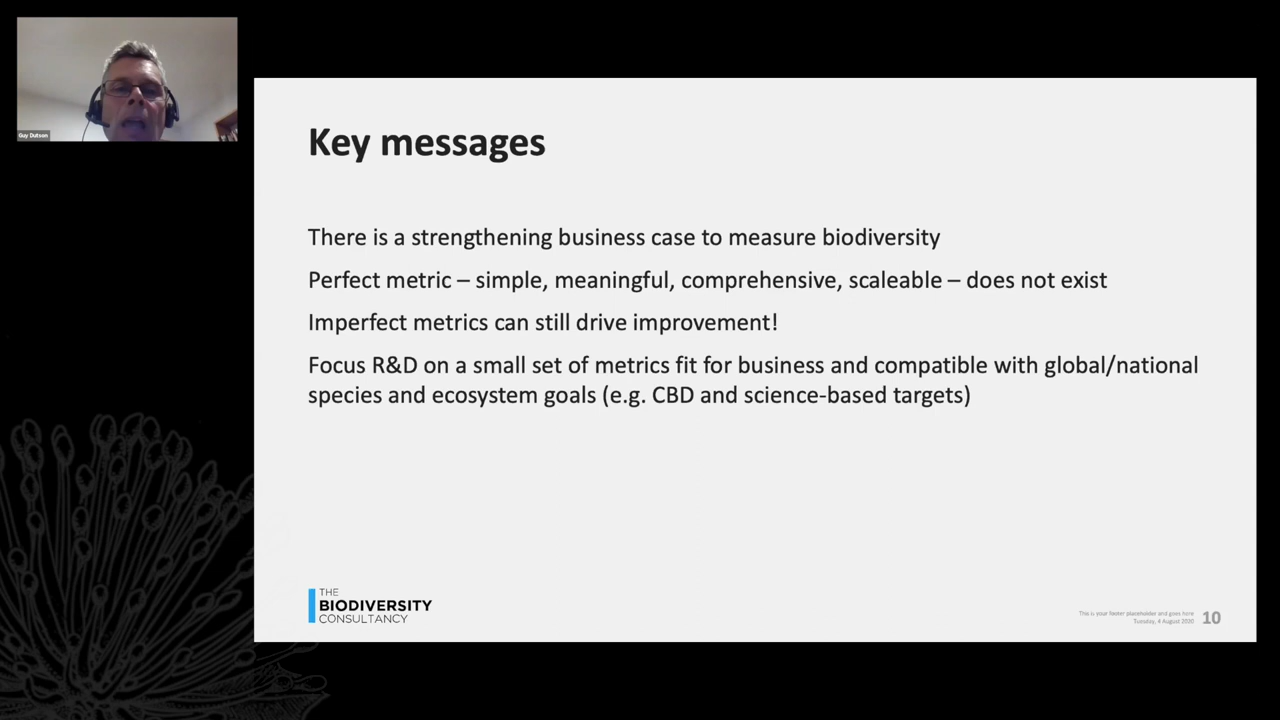 Guy Dutson
Key messages
There is a strengthening business case to measure biodiversity
Perfect metric – simple, meaningful, comprehensive, scaleable – does not exist
Imperfect metrics can still drive improvement!
Focus R&D on a small set of metrics fit for business and compatible with global/national
species and ecosystem goals (e.g. CBD and science-based targets)
THE
BIODIVERSITY
CONSULTANCY
This is your footer placeholder and goes here
Tuesday, 4 August 2020
10